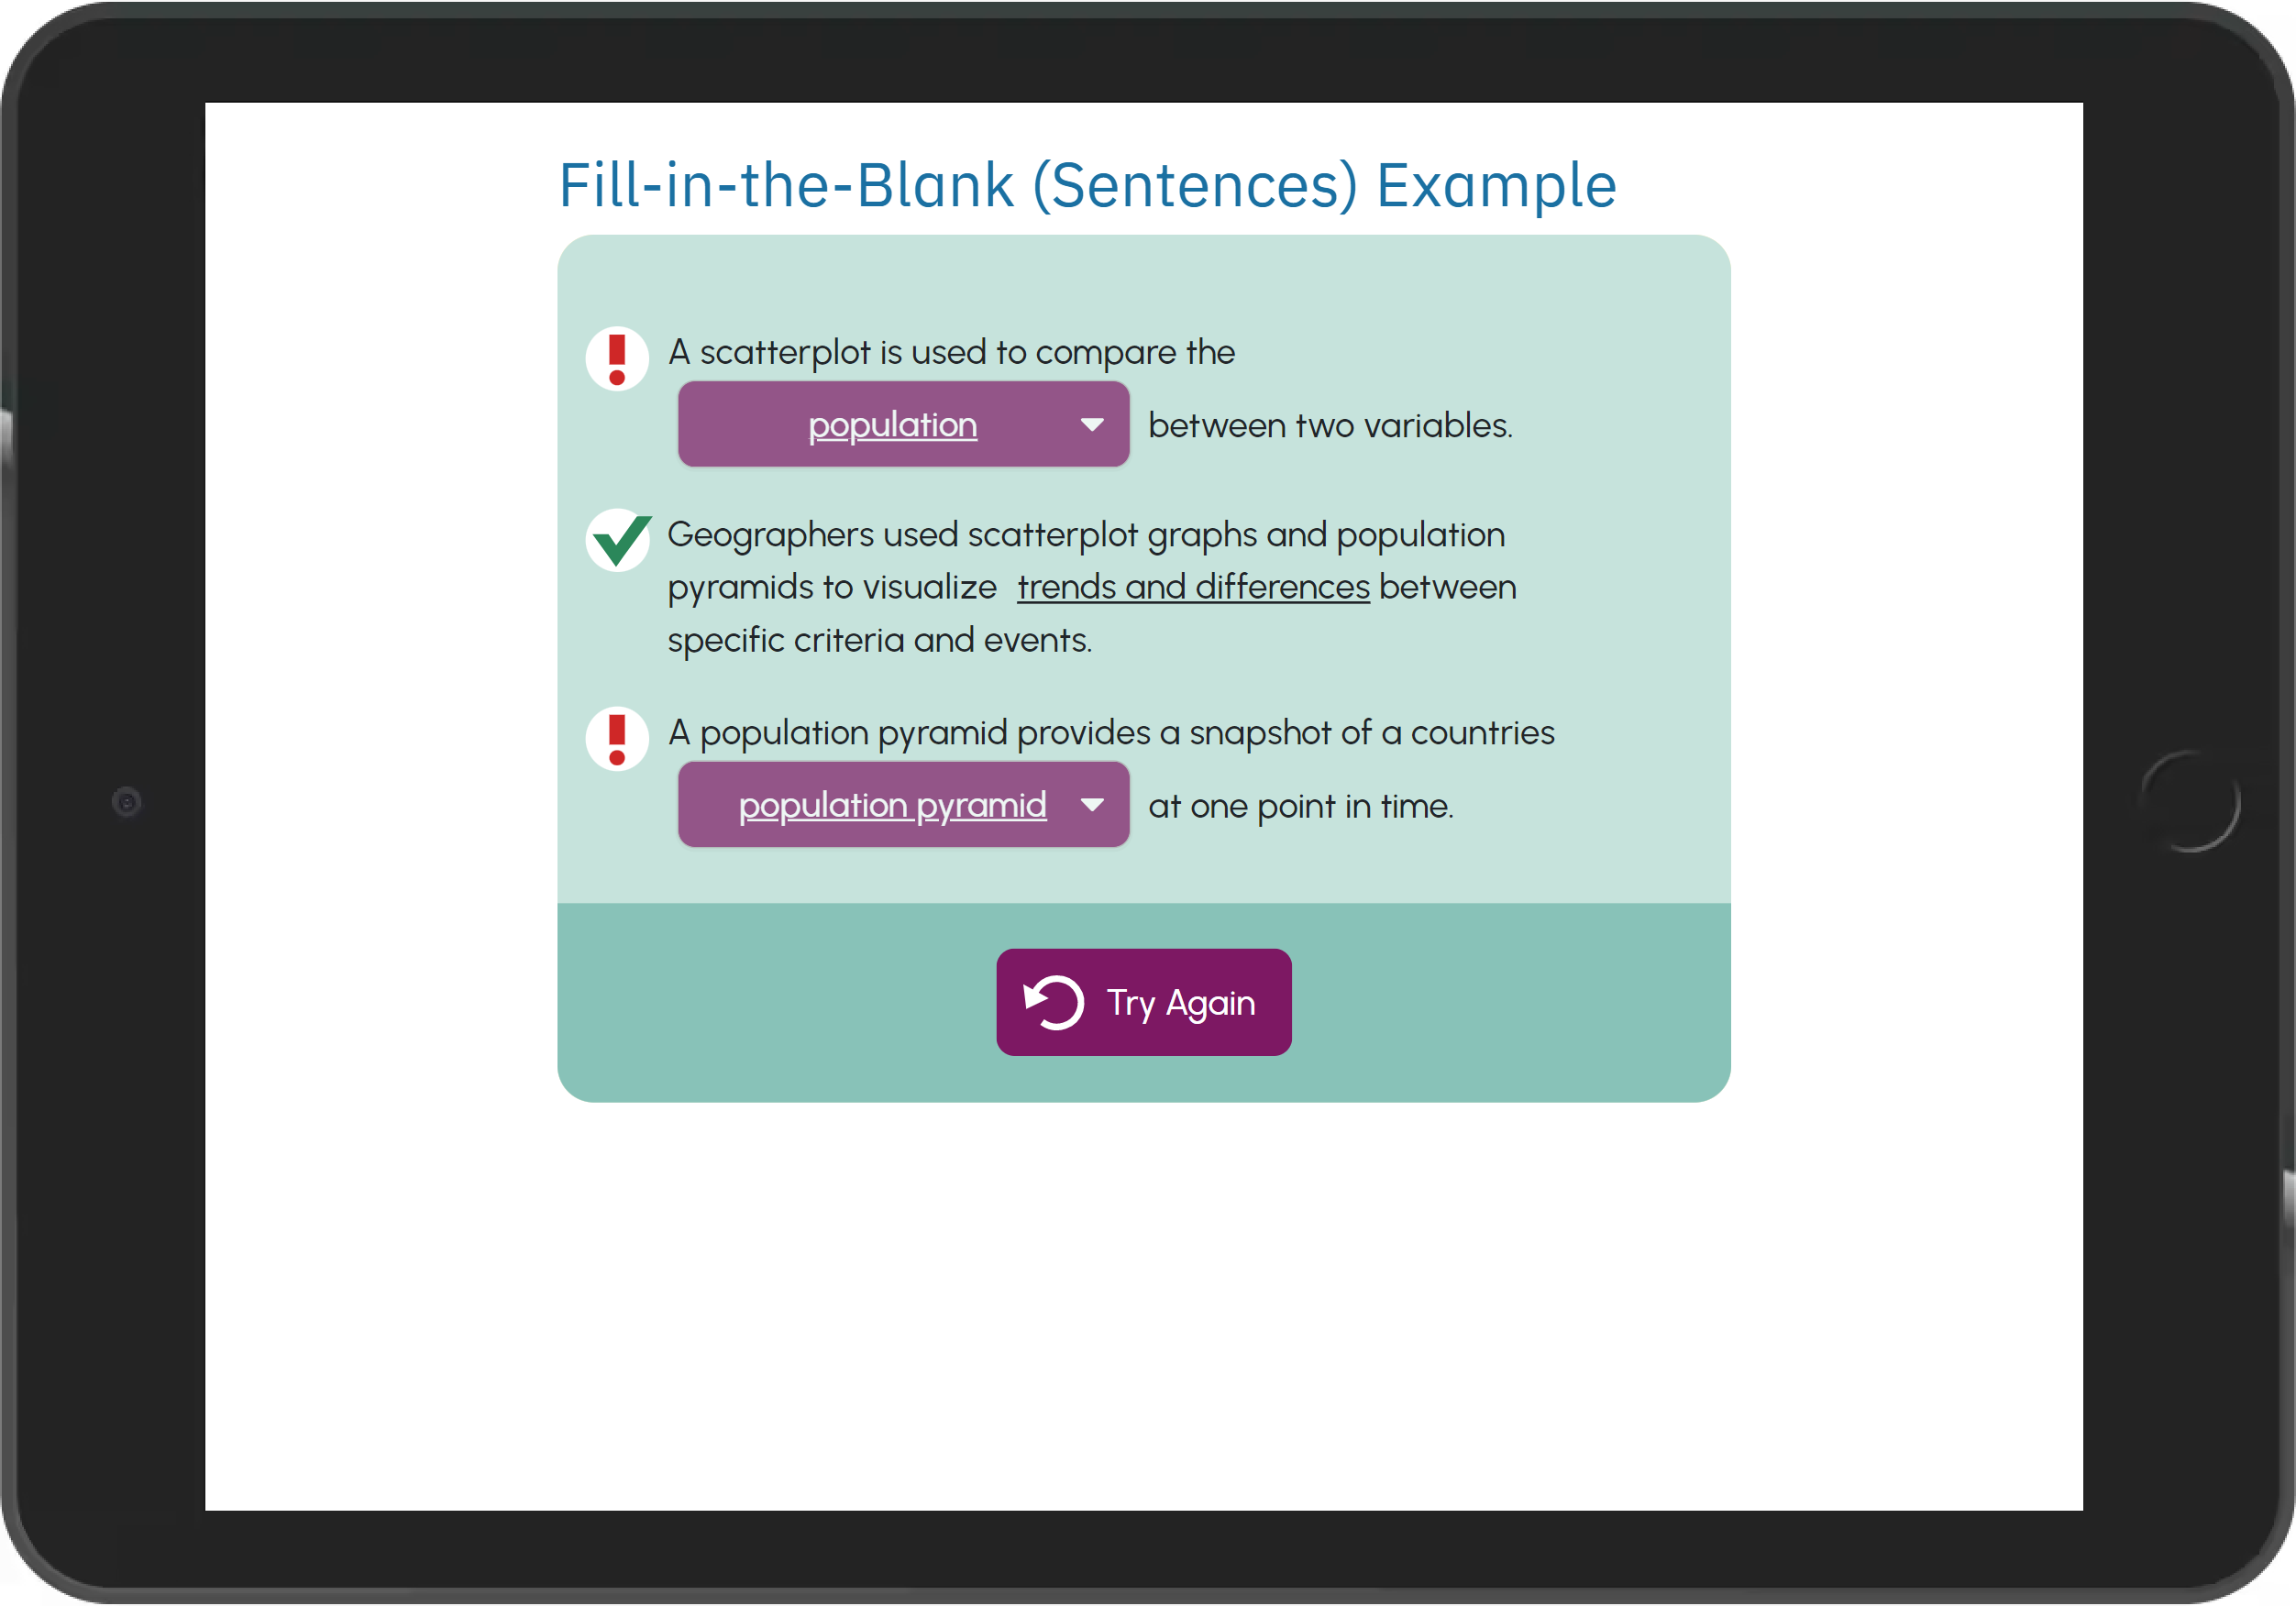 Fill-in-the-Blank (Sentences) Example
A scatterplot is used to compare the
population between two variables.
Geographers used scatterplot graphs and population
pyramids to visualize trends and differences between
specific criteria and events.
A population pyramid provides a snapshot of a countries
population pyramid at one point in time.
Try Again